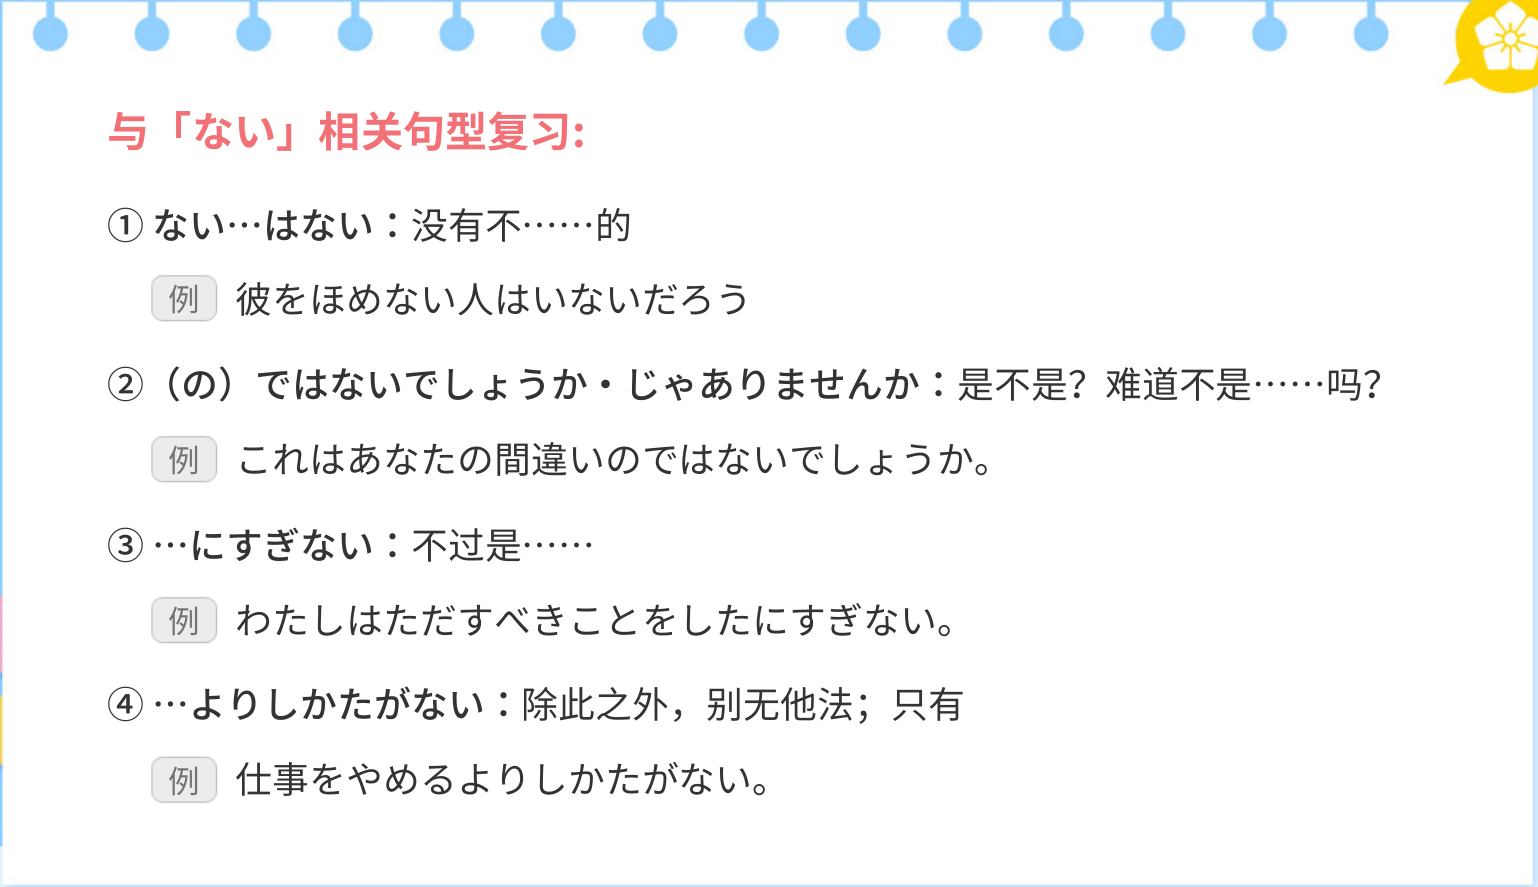 与「ない」相关句型复习:
① ない…はない：没有不……的
例 彼をほめない人はいないだろう
②（の）ではないでしょうか・じゃありませんか：是不是？难道不是……吗？
例 これはあなたの間違いのではないでしょうか。
③ …にすぎない：不过是……
例 わたしはただすべきことをしたにすぎない。
④ …よりしかたがない：除此之外，别无他法；只有
例 仕事をやめるよりしかたがない。